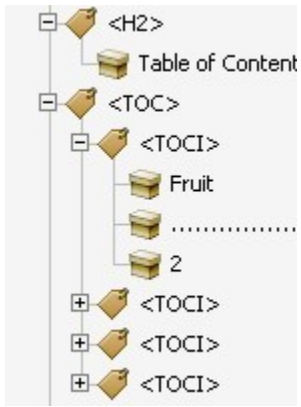 <H2>
Table of Content
<TOC>
<TOCI>
Fruit
..................
2
<TOCI>
<TOCI>
<TOCI>